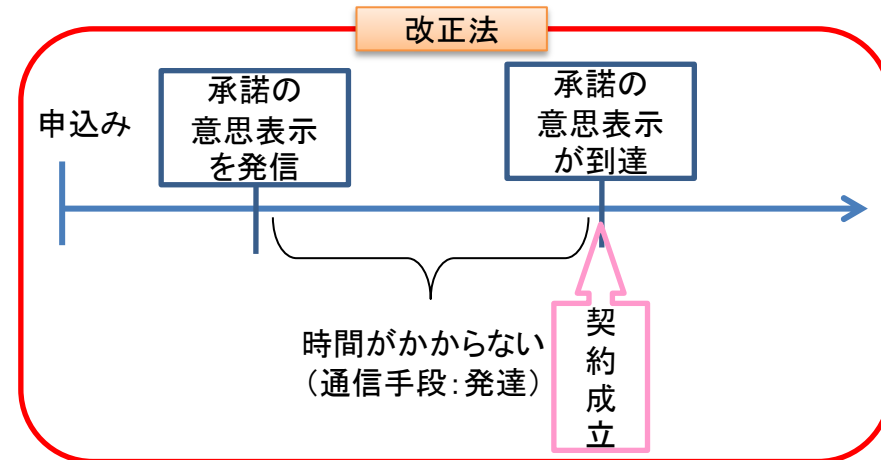 改正法
申込み
承諾の
意思表示
を発信
承諾の
意思表示
が到達
時間がかからない
（通信手段：発達）
契
約
成
立